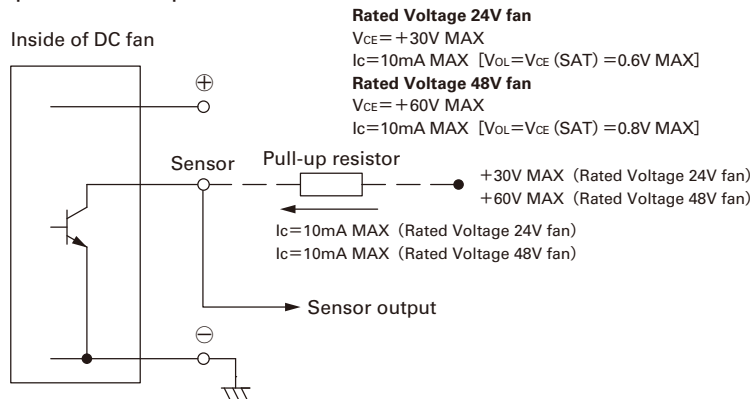 Rated Voltage 24V fan
VCE＝＋30V MAX
Ic＝10mA MAX［VOL＝VCE (SAT) ＝0.6V MAX］
Rated Voltage 48V fan
VCE＝＋60V MAX
Ic＝10mA MAX［VOL＝VCE (SAT) ＝0.8V MAX］
Inside of DC fan
⊕
Sensor
Pull-up resistor
+30V MAX（Rated Voltage 24V fan）
+60V MAX（Rated Voltage 48V fan）
Ic＝10mA MAX（Rated Voltage 24V fan）
Ic＝10mA MAX（Rated Voltage 48V fan）
Sensor output
⊖